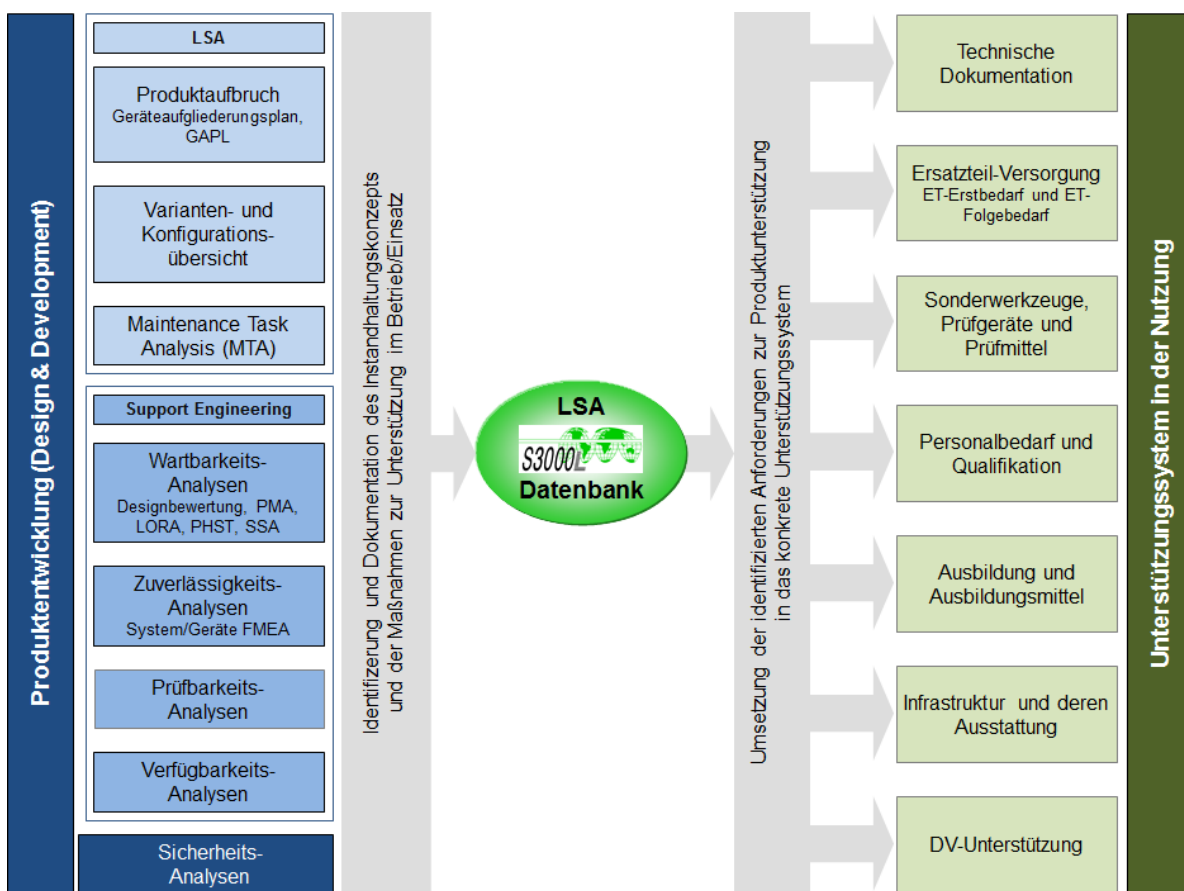 Produktentwicklung (Design & Development)
LSA
Produktaufbruch
Geräteaufgliederungsplan,
GAPL
Varianten- und
Konfigurations-
übersicht
Maintenance Task
Analysis (MTA)
Support Engineering
Wartbarkeits-
Analysen
Designbewertung, PMA,
LORA, PHST, SSA
Zuverlässigkeits-
Analysen
System/Geräte FMEA
Prüfbarkeits-
Analysen
Verfügbarkeits-
Analysen
Sicherheits-
Analysen
Identifizerung und Dokumentation des Instandhaltungskonzepts
und der Maßnahmen zur Unterstützung im Betrieb/Einsatz
LSA
S3000L
Datenbank
Umsetzung der identifizierten Anforderungen zur Produktunterstützung
in das konkrete Unterstützungssystem
Technische
Dokumentation
Ersatzteil-Versorgung
ET-Erstbedarf und ET-
Folgebedarf
Sonderwerkzeuge,
Prüfgeräte und
Prüfmittel
Personalbedarf und
Qualifikation
Ausbildung und
Ausbildungsmittel
Infrastruktur und deren
Ausstattung
DV-Unterstützung
Unterstützungssystem in der Nutzung